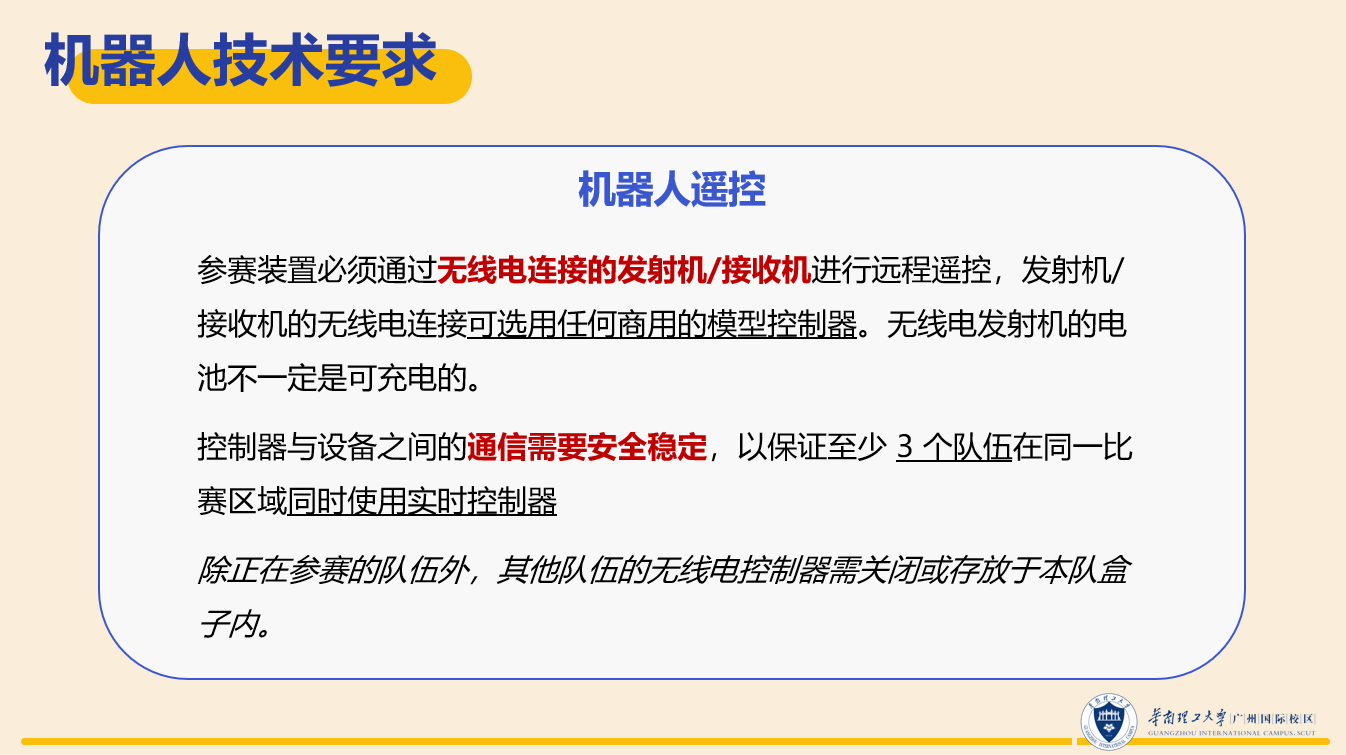 机器人技术要求
机器人遥控
参赛装置必须通过无线电连接的发射机/接收机进行远程遥控，发射机/
接收机的无线电连接可选用任何商用的模型控制器。无线电发射机的电
池不一定是可充电的。
控制器与设备之间的通信需要安全稳定，以保证至少 3 个队伍在同一比
赛区域同时使用实时控制器
除正在参赛的队伍外，其他队伍的无线电控制器需关闭或存放于本队盒
子内。
华南理工大学|广州国际校区
GUANGZHOU INTERNATIONAL CAMPUS, SCUT